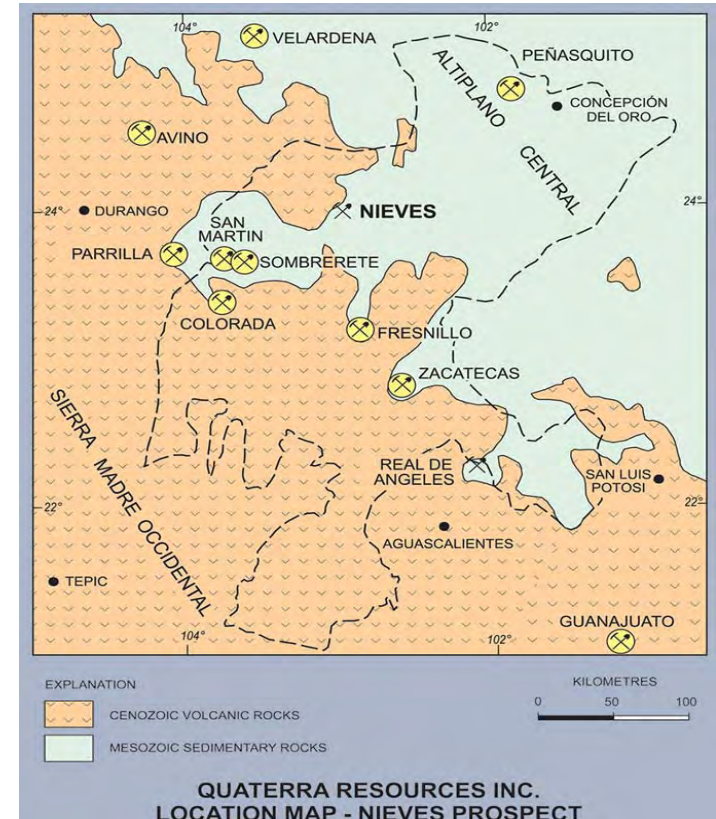 104°
102°
VELARDENA
PEÑASQUITO
ALTIPLANO CENTRAL
CONCEPCIÓN
DEL ORO
AVINO
24°
DURANGO
NIEVES
24°
SAN
MARTIN
PARRILLA
SOMBRERETE
COLORADA
FRESNILLO
ZACATECAS
SIERRA MADRE OCCIDENTAL
REAL DE
ANGELES
SAN LUIS
POTOSI
22°
22°
AGUASCALIENTES
TEPIC
GUANAJUATO
104°
102°
EXPLANATION
KILOMETRES
0 50 100
CENOZOIC VOLCANIC ROCKS
MESOZOIC SEDIMENTARY ROCKS
QUATERRA RESOURCES INC.
LOCATION MAP - NIEVES PROSPECT